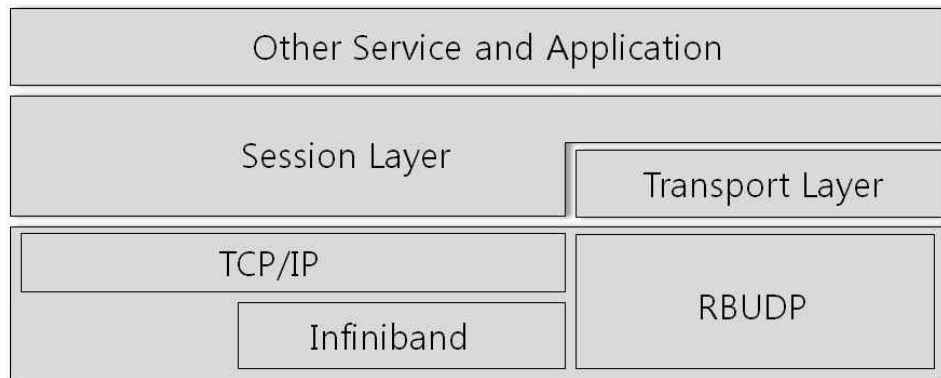 Other Service and Application
Session Layer
Transport Layer
TCP/IP
RBUDP
Infiniband